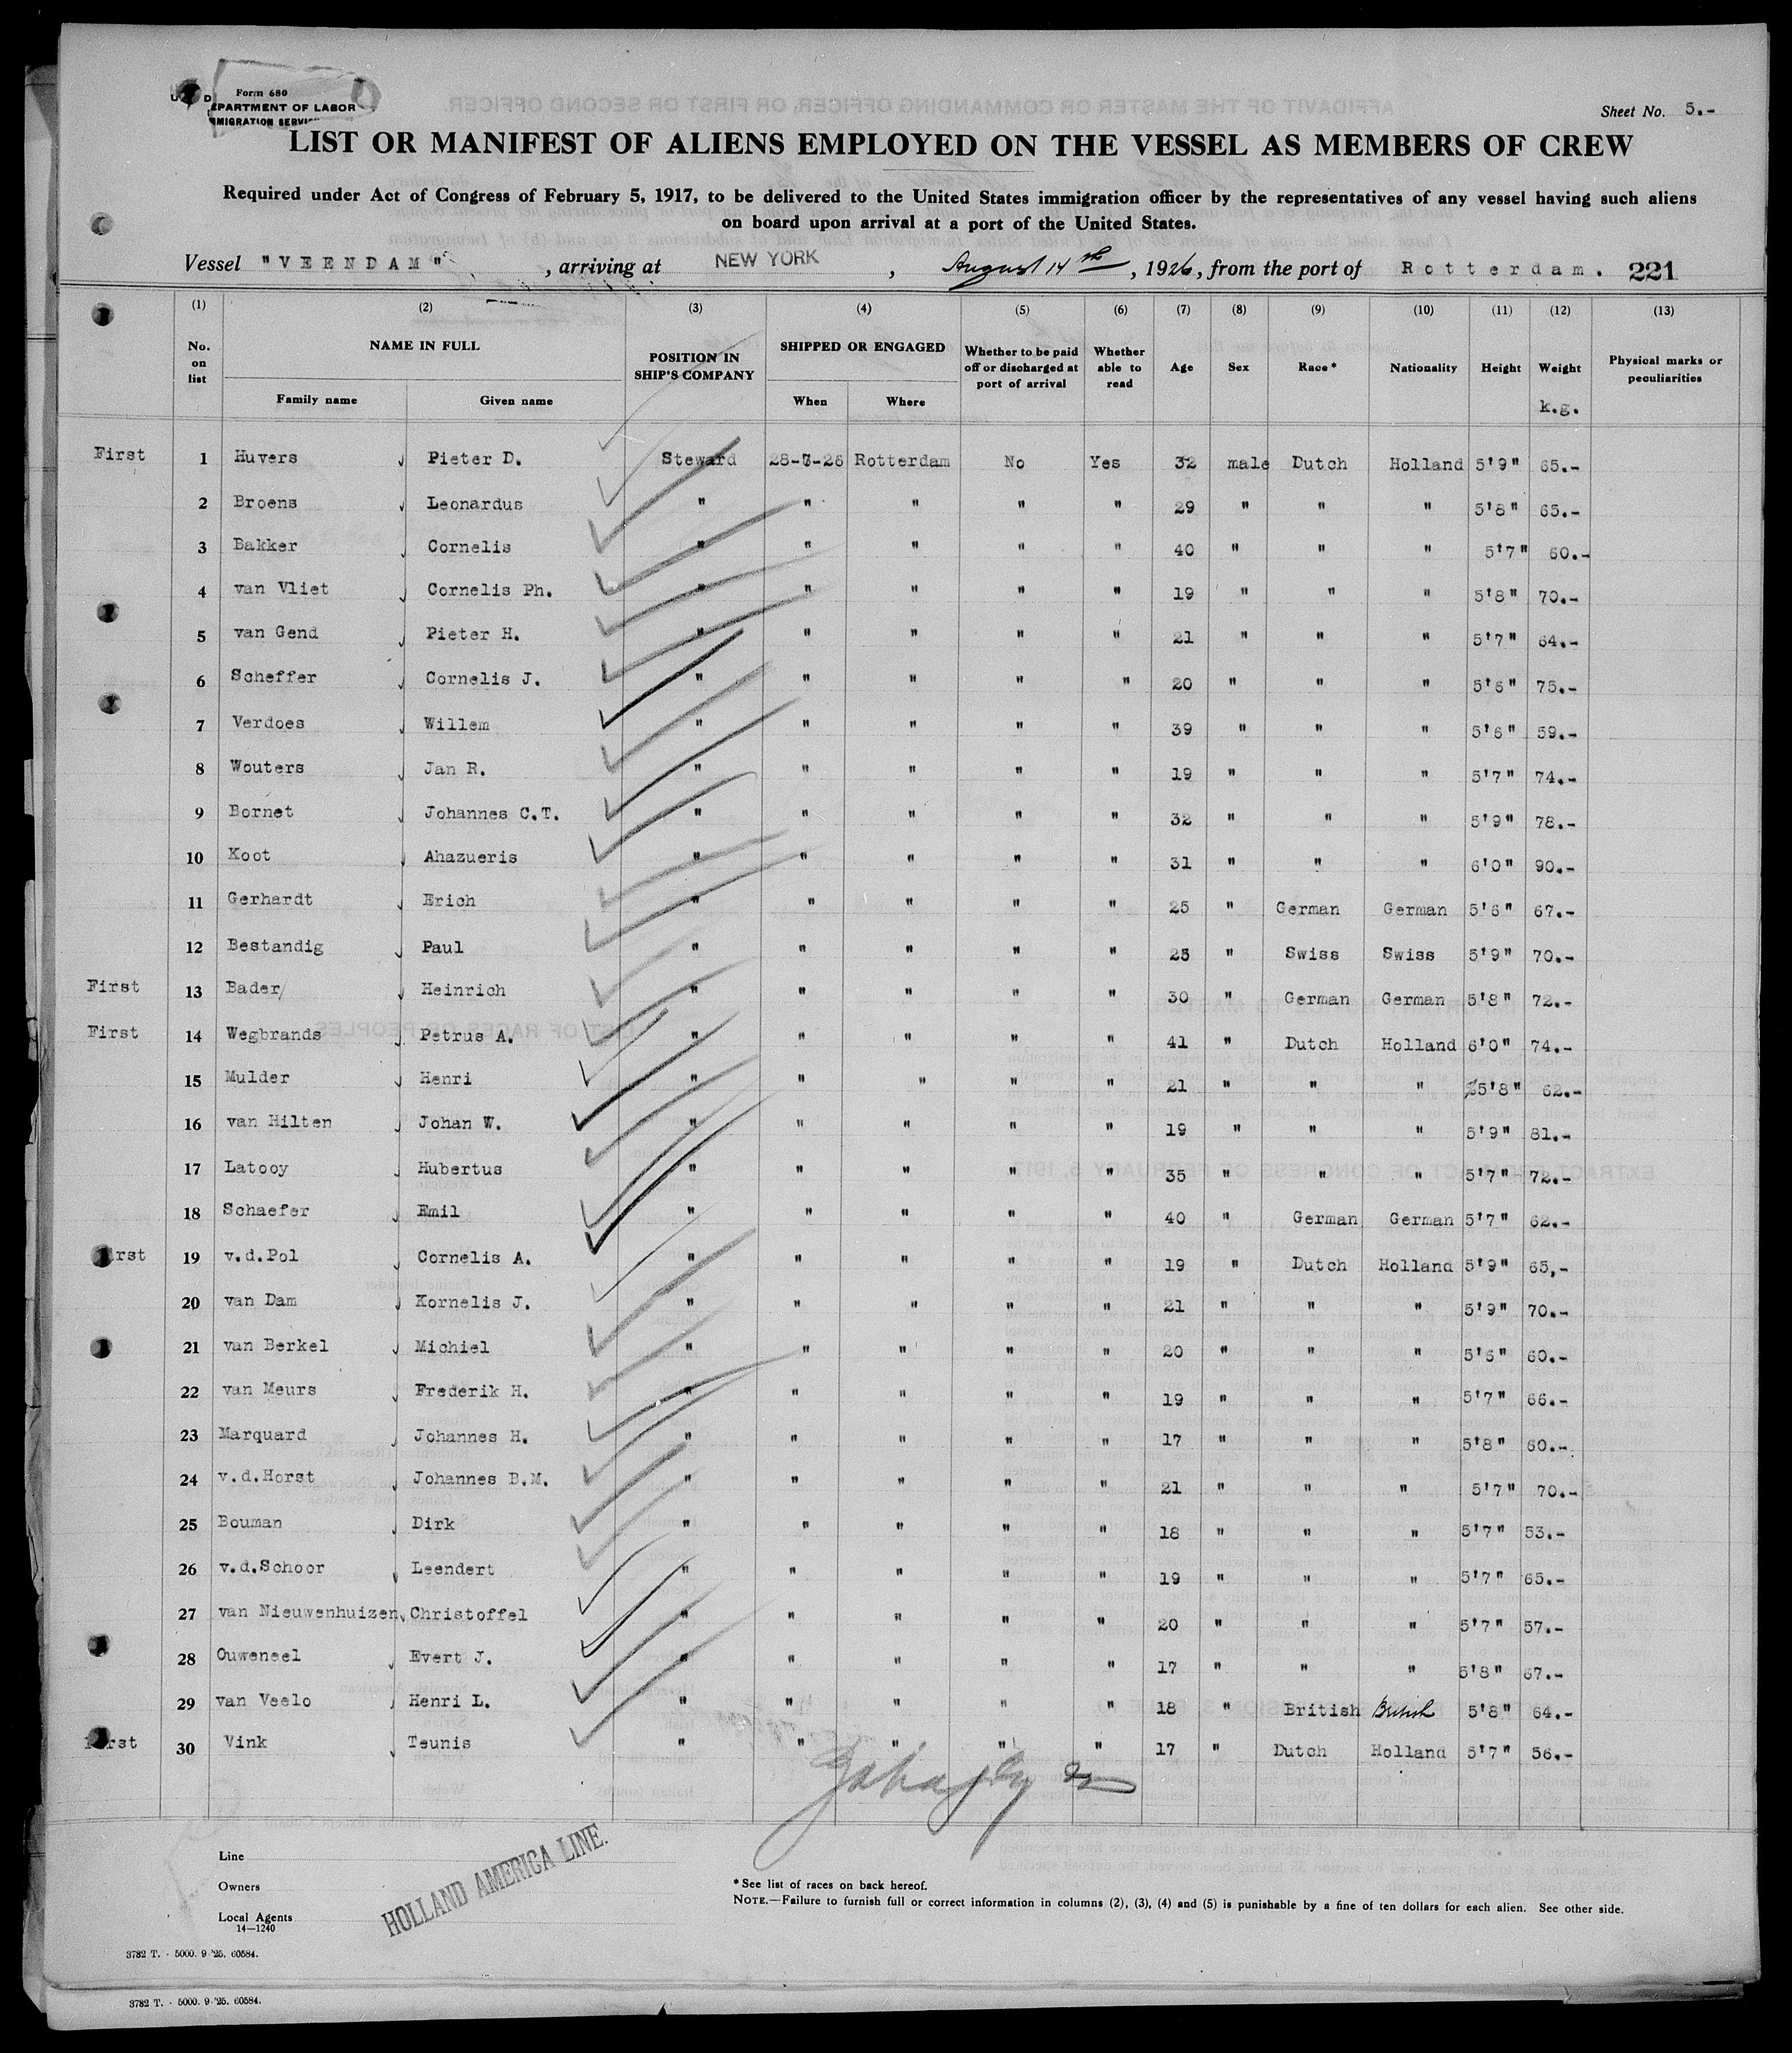 Form 680
DEPARTMENT OF LABOR
IMMIGRATION SERVICE
Sheet No. 5.-
LIST OR MANIFEST OF ALIENS EMPLOYED ON THE VESSEL AS MEMBERS OF CREW
Required under Act of Congress of February 5, 1917, to be delivered to the United States immigration officer by the representatives of any vessel having such aliens
on board upon arrival at a port of the United States.
Vessel "VEENDAM", arriving at NEW YORK, August 14th, 1926, from the port of Rotterdam. 221
(1) (2) (3) (4) (5) (6) (7) (8) (9) (10) (11) (12) (13)
No. on list NAME IN FULL Family name Given name POSITION IN SHIP'S COMPANY SHIPPED OR ENGAGED When Where Whether to be paid off or discharged at port of arrival Whether able to read Age Sex Race* Nationality Height Weight k.g. Physical marks or peculiarities
First 1 Huvers Pieter D. Steward 28-7-26 Rotterdam No Yes 32 male Dutch Holland 5'9" 65.-
2 Broens Leonardus " " " " " 29 " " " 5'8" 65.-
3 Bakker Cornelis " " " " " 40 " " " 5'7" 60.-
4 van Vliet Cornelis Ph. " " " " " 19 " " " 5'8" 70.-
5 van Gend Pieter H. " " " " " 21 " " " 5'7" 64.-
6 Scheffer Cornelis J. " " " " " 20 " " " 5'6" 75.-
7 Verdoes Willem " " " " " 39 " " " 5'6" 59.-
8 Wouters Jan R. " " " " " 19 " " " 5'7" 74.-
9 Bornet Johannes C.T. " " " " " 32 " " " 5'9" 78.-
10 Koot Ahazueris " " " " " 31 " " " 6'0" 90.-
11 Gerhardt Erich " " " " " 25 " German German 5'6" 67.-
12 Bestandig Paul " " " " " 25 " Swiss Swiss 5'9" 70.-
First 13 Bader Heinrich " " " " " 30 " German German 5'8" 72.-
First 14 Wegbrands Petrus A. " " " " " 41 " Dutch Holland 6'0" 74.-
15 Mulder Henri " " " " " 21 " " " 5'8" 62.-
16 van Hilten Johan W. " " " " " 19 " " " 5'9" 81.-
17 Latooy Hubertus " " " " " 35 " " " 5'7" 72.-
18 Schaefer Emil " " " " " 40 " German German 5'7" 62.-
First 19 v.d.Pol Cornelis A. " " " " " 19 " Dutch Holland 5'9" 65,-
20 van Dam Kornelis J. " " " " " 21 " " " 5'9" 70.-
21 van Berkel Michiel " " " " " 20 " " " 5'6" 60.-
22 van Meurs Frederik H. " " " " " 19 " " " 5'7" 66.-
23 Marquard Johannes H. " " " " " 17 " " " 5'8" 60.-
24 v.d.Horst Johannes B.M. " " " " " 21 " " " 5'7" 70.-
25 Bouman Dirk " " " " " 18 " " " 5'7" 53.-
26 v.d.Schoor Leendert " " " " " 19 " " " 5'7" 65.-
27 van Nieuwenhuizen Christoffel " " " " " 20 " " " 5'7" 57.-
28 Ouweneel Evert J. " " " " " 17 " " " 5'8" 67.-
29 van Veelo Henri L. " " " " " 18 " British British 5'8" 64.-
First 30 Vink Teunis " " " " " 17 " Dutch Holland 5'7" 56.-
Line
Owners
Local Agents
14—1240
HOLLAND AMERICA LINE.
*See list of races on back hereof.
NOTE.—Failure to furnish full or correct information in columns (2), (3), (4) and (5) is punishable by a fine of ten dollars for each alien. See other side.
3782 T. - 5000. 9-'25. 60584.
3782 T. - 5000. 9-'25. 60584.